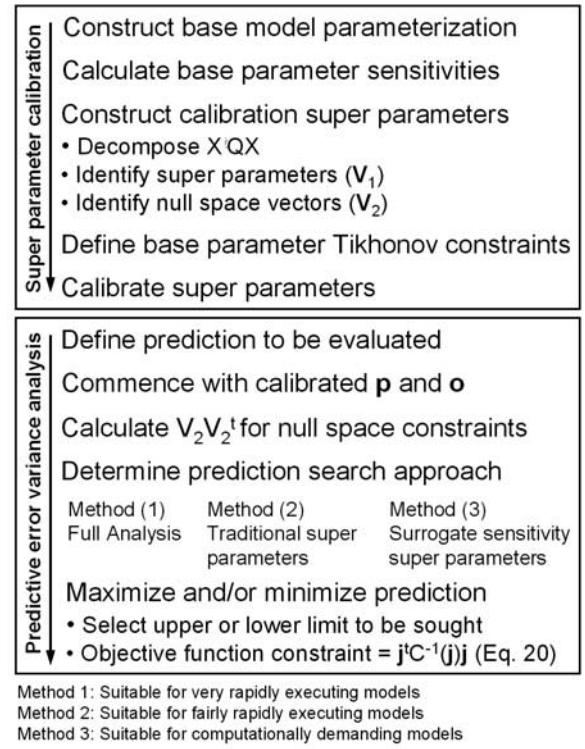 Super parameter calibration
Construct base model parameterization
Calculate base parameter sensitivities
Construct calibration super parameters
• Decompose XᵗQX
• Identify super parameters (V₁)
• Identify null space vectors (V₂)
Define base parameter Tikhonov constraints
Calibrate super parameters
Predictive error variance analysis
Define prediction to be evaluated
Commence with calibrated p and o
Calculate V₂V₂ᵗ for null space constraints
Determine prediction search approach
Method (1) Method (2) Method (3)
Full Analysis Traditional super Surrogate sensitivity
parameters super parameters
Maximize and/or minimize prediction
• Select upper or lower limit to be sought
• Objective function constraint = jᵗC⁻¹(j)j (Eq. 20)
Method 1: Suitable for very rapidly executing models
Method 2: Suitable for fairly rapidly executing models
Method 3: Suitable for computationally demanding models